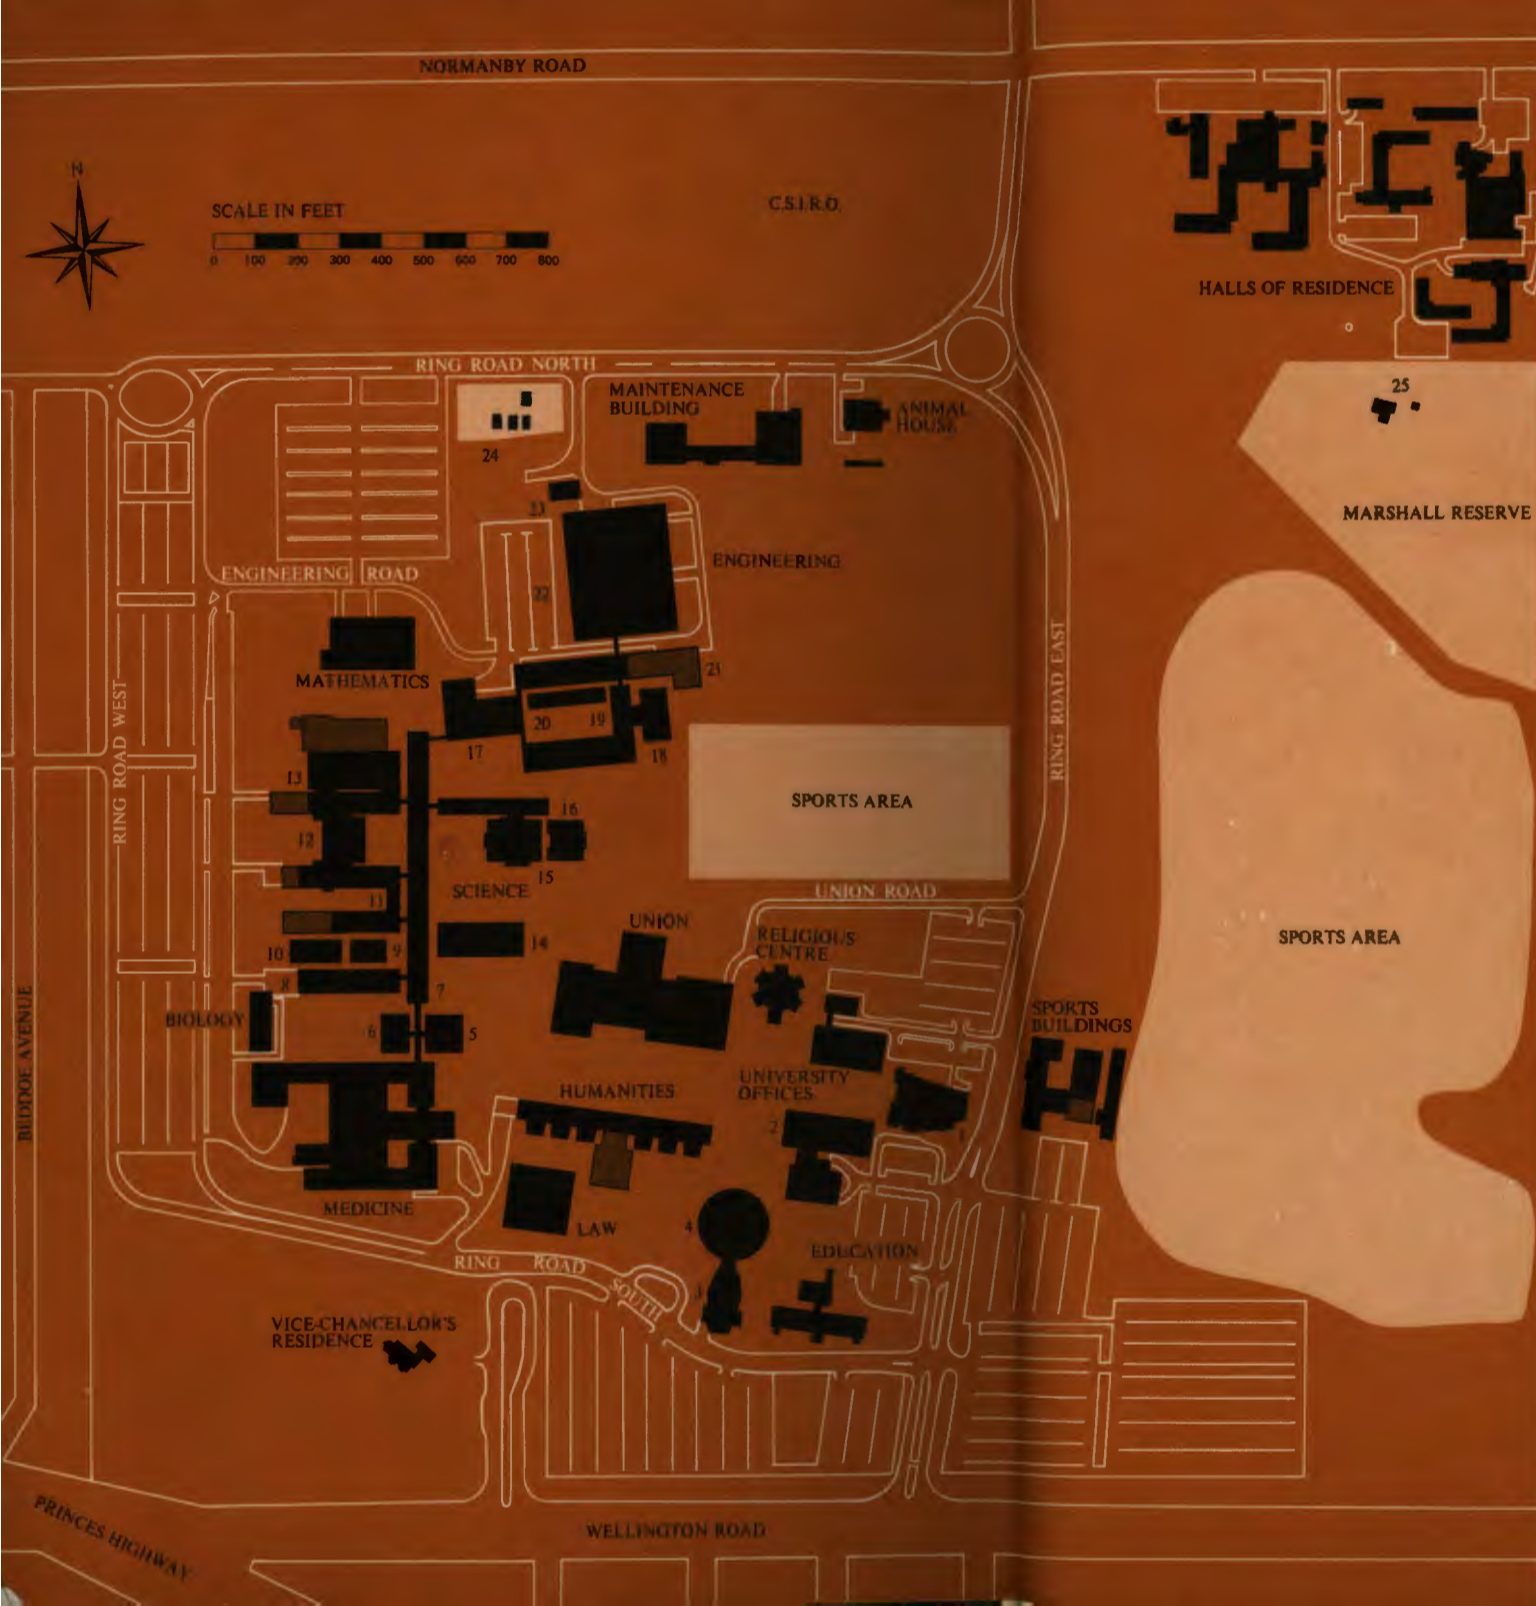 NORMANBY ROAD
N
SCALE IN FEET
0 100 200 300 400 500 600 700 800
C.S.I.R.O.
HALLS OF RESIDENCE
RING ROAD NORTH
MAINTENANCE
BUILDING
ANIMAL
HOUSE
25
24
23
MARSHALL RESERVE
ENGINEERING
ENGINEERING ROAD
22
MATHEMATICS
21
RING ROAD WEST
RING ROAD EAST
20
19
18
17
13
16
SPORTS AREA
12
15
SCIENCE
11
UNION ROAD
UNION
RELIGIOUS
CENTRE
SPORTS AREA
10
9
14
8
7
BIOLOGY
6
5
SPORTS
BUILDINGS
BEDDOE AVENUE
HUMANITIES
UNIVERSITY
OFFICES
2
1
MEDICINE
LAW
4
EDUCATION
RING ROAD SOUTH
3
VICE-CHANCELLOR'S
RESIDENCE
PRINCES HIGHWAY
WELLINGTON ROAD